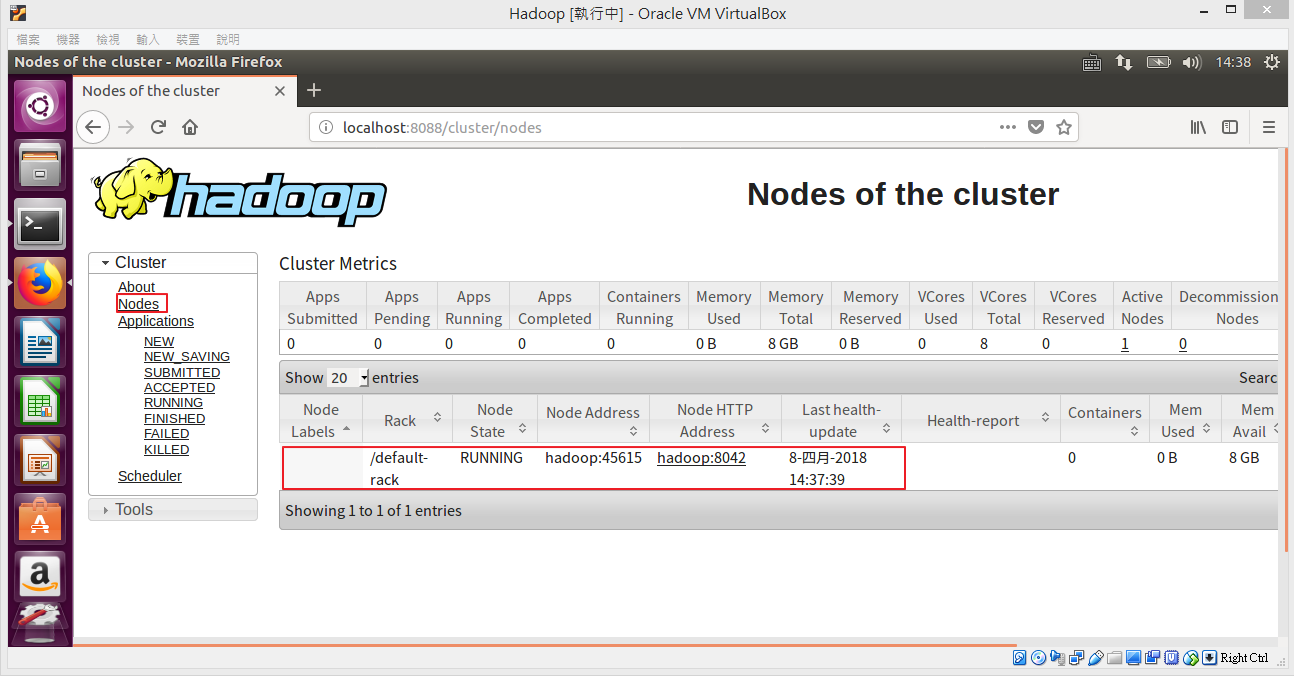 Hadoop [執行中] - Oracle VM VirtualBox
檔案 機器 檢視 輸入 裝置 說明
Nodes of the cluster - Mozilla Firefox 14:38
Nodes of the cluster
localhost:8088/cluster/nodes
hadoop
Nodes of the cluster
Cluster
About
Nodes
Applications
NEW
NEW_SAVING
SUBMITTED
ACCEPTED
RUNNING
FINISHED
FAILED
KILLED
Scheduler
Tools
Cluster Metrics
Apps Apps Apps Apps Containers Memory Memory Memory VCores VCores VCores Active Decommission
Submitted Pending Running Completed Running Used Total Reserved Used Total Reserved Nodes Nodes
0 0 0 0 0 0 B 8 GB 0 B 0 8 0 1 0
Show 20 entries Searc
Node Node Node HTTP Last health- Mem Mem
Labels Rack State Node Address Address update Health-report Containers Used Avail
/default- RUNNING hadoop:45615 hadoop:8042 8-四月-2018 0 0 B 8 GB
rack 14:37:39
Showing 1 to 1 of 1 entries
Right Ctrl